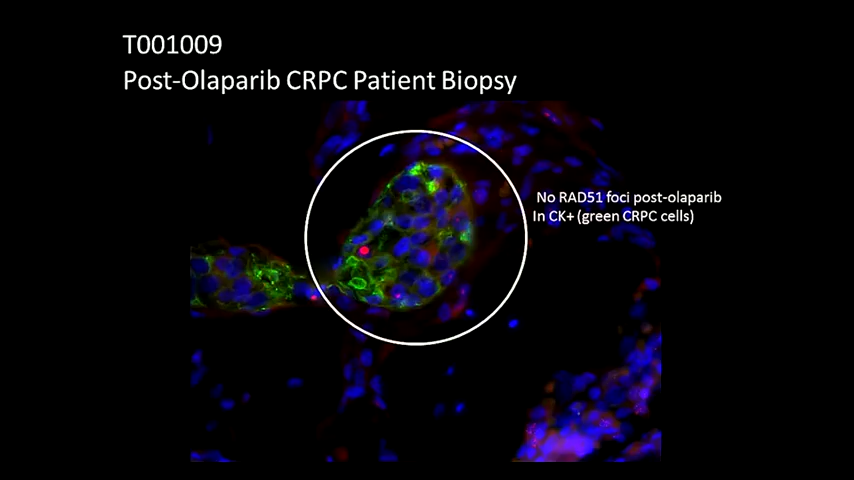 T001009
Post-Olaparib CRPC Patient Biopsy
No RAD51 foci post-olaparib
In CK+ (green CRPC cells)